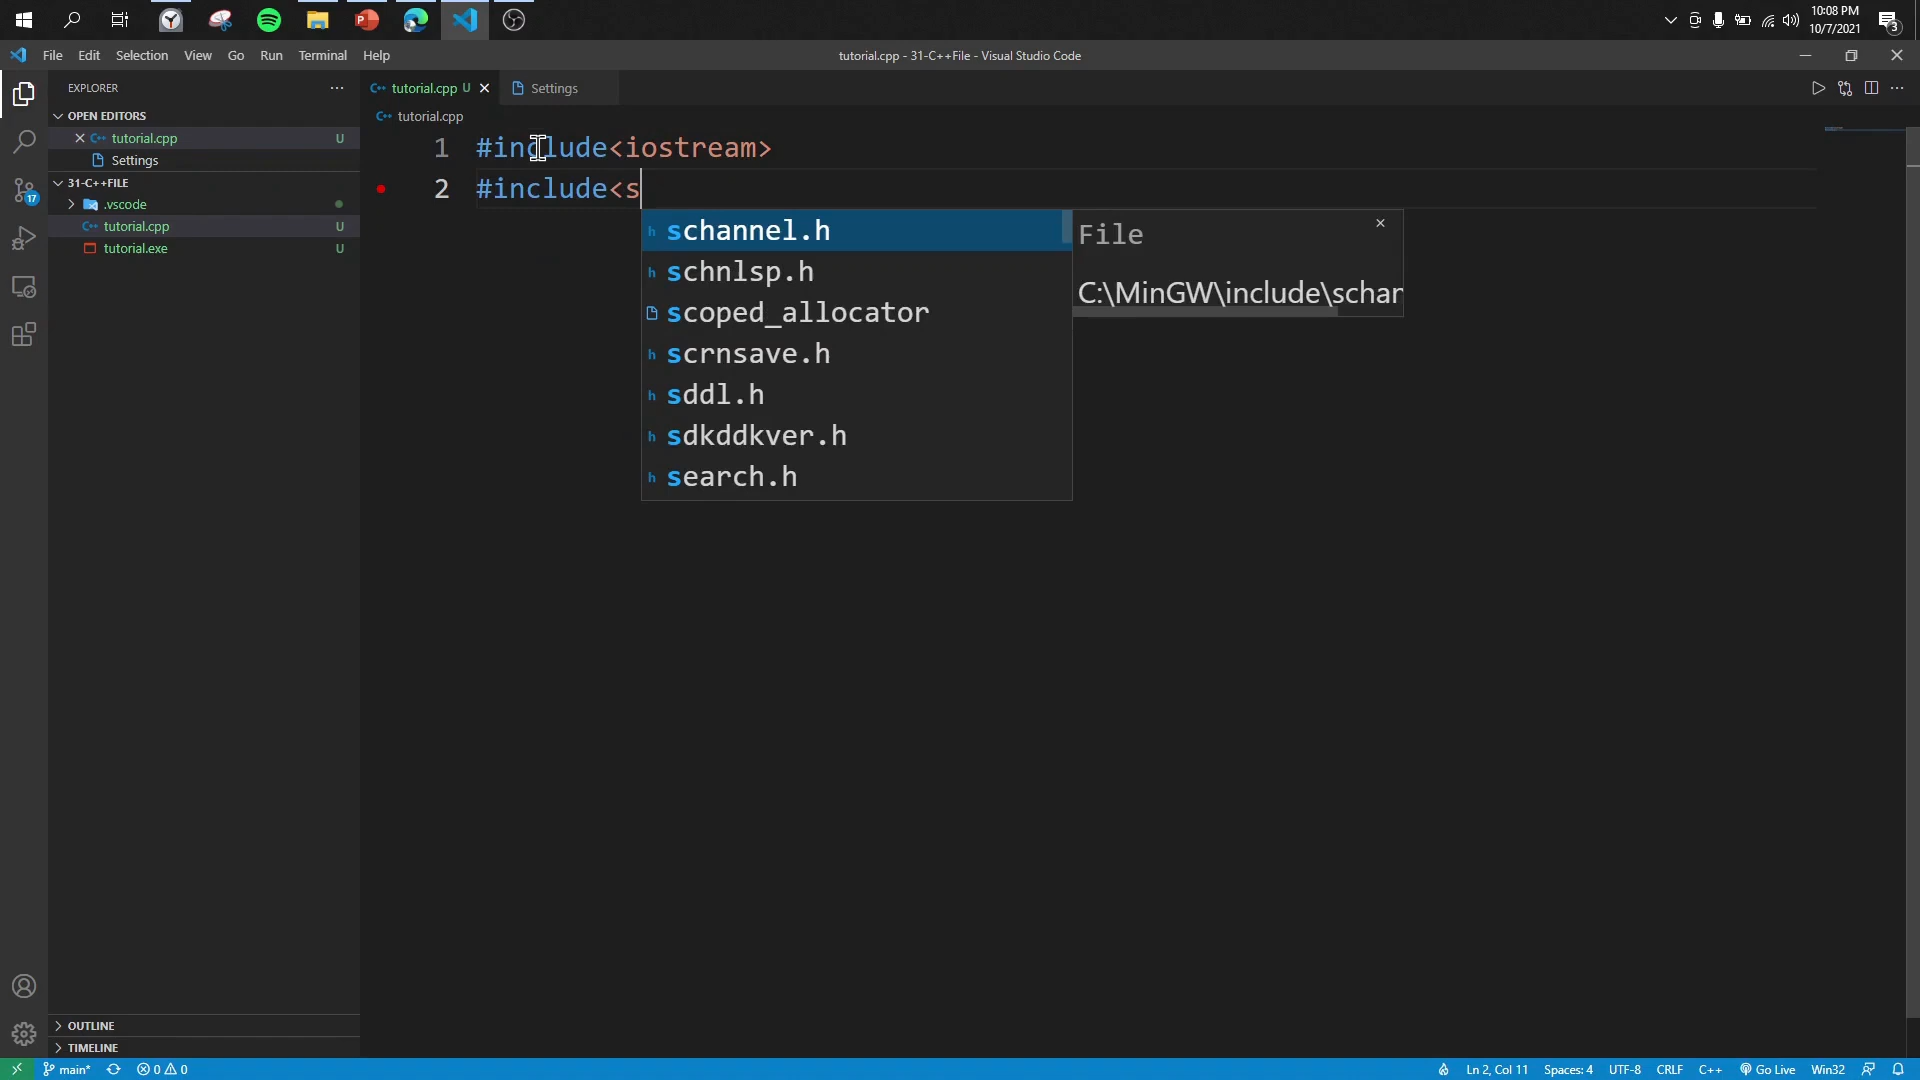 10:08 PM
10/7/2021
3
File Edit Selection View Go Run Terminal Help
tutorial.cpp - 31-C++File - Visual Studio Code
EXPLORER
OPEN EDITORS
tutorial.cpp U
Settings
31-C++FILE
.vscode
tutorial.cpp U
tutorial.exe U
17
OUTLINE
TIMELINE
tutorial.cpp U
Settings
tutorial.cpp
1 #include<iostream>
2 #include<s
schannel.h
schnlsp.h
scoped_allocator
scrnsave.h
sddl.h
sdkddkver.h
search.h
File
C:\MinGW\include\schan
main* 0 0
Ln 2, Col 11 Spaces: 4 UTF-8 CRLF C++ Go Live Win32